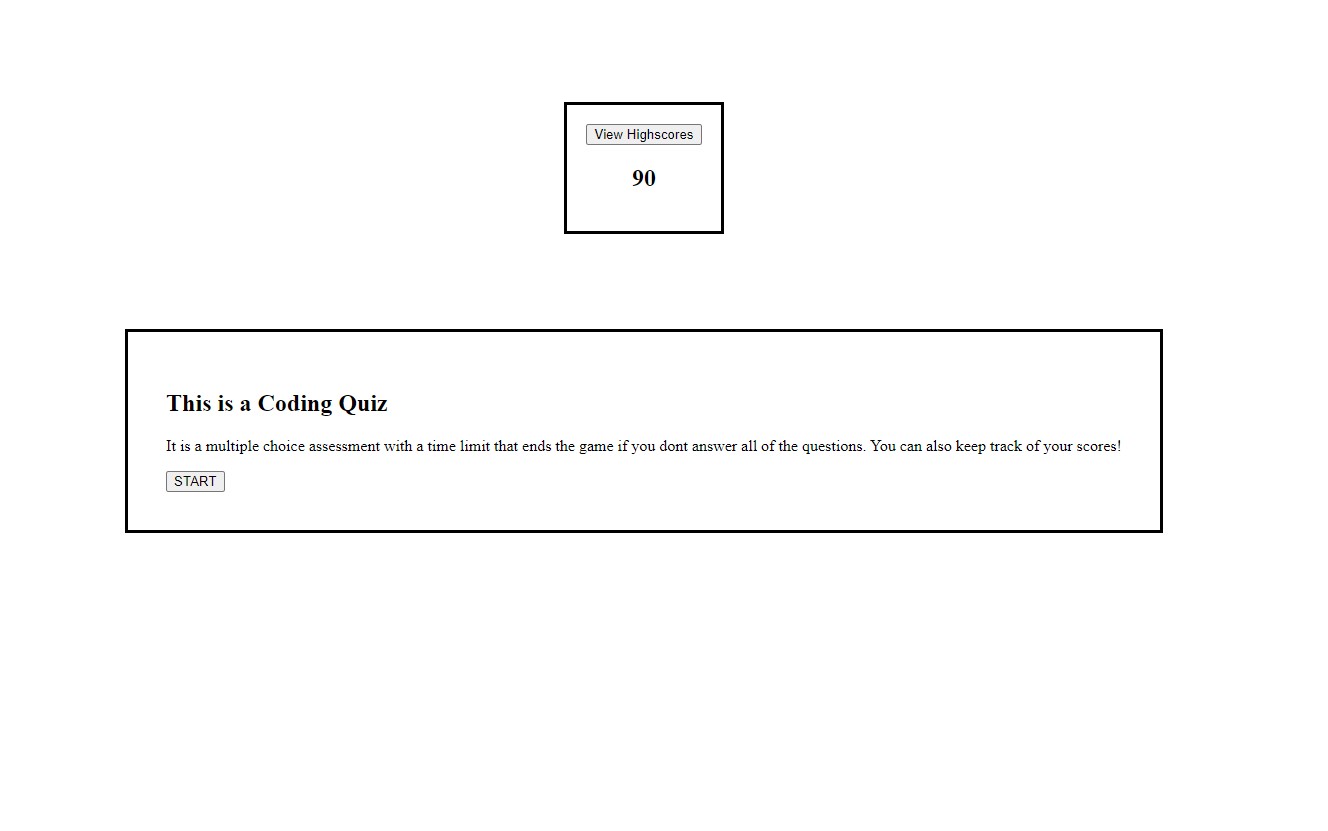 View Highscores
90
This is a Coding Quiz
It is a multiple choice assessment with a time limit that ends the game if you dont answer all of the questions. You can also keep track of your scores!
START